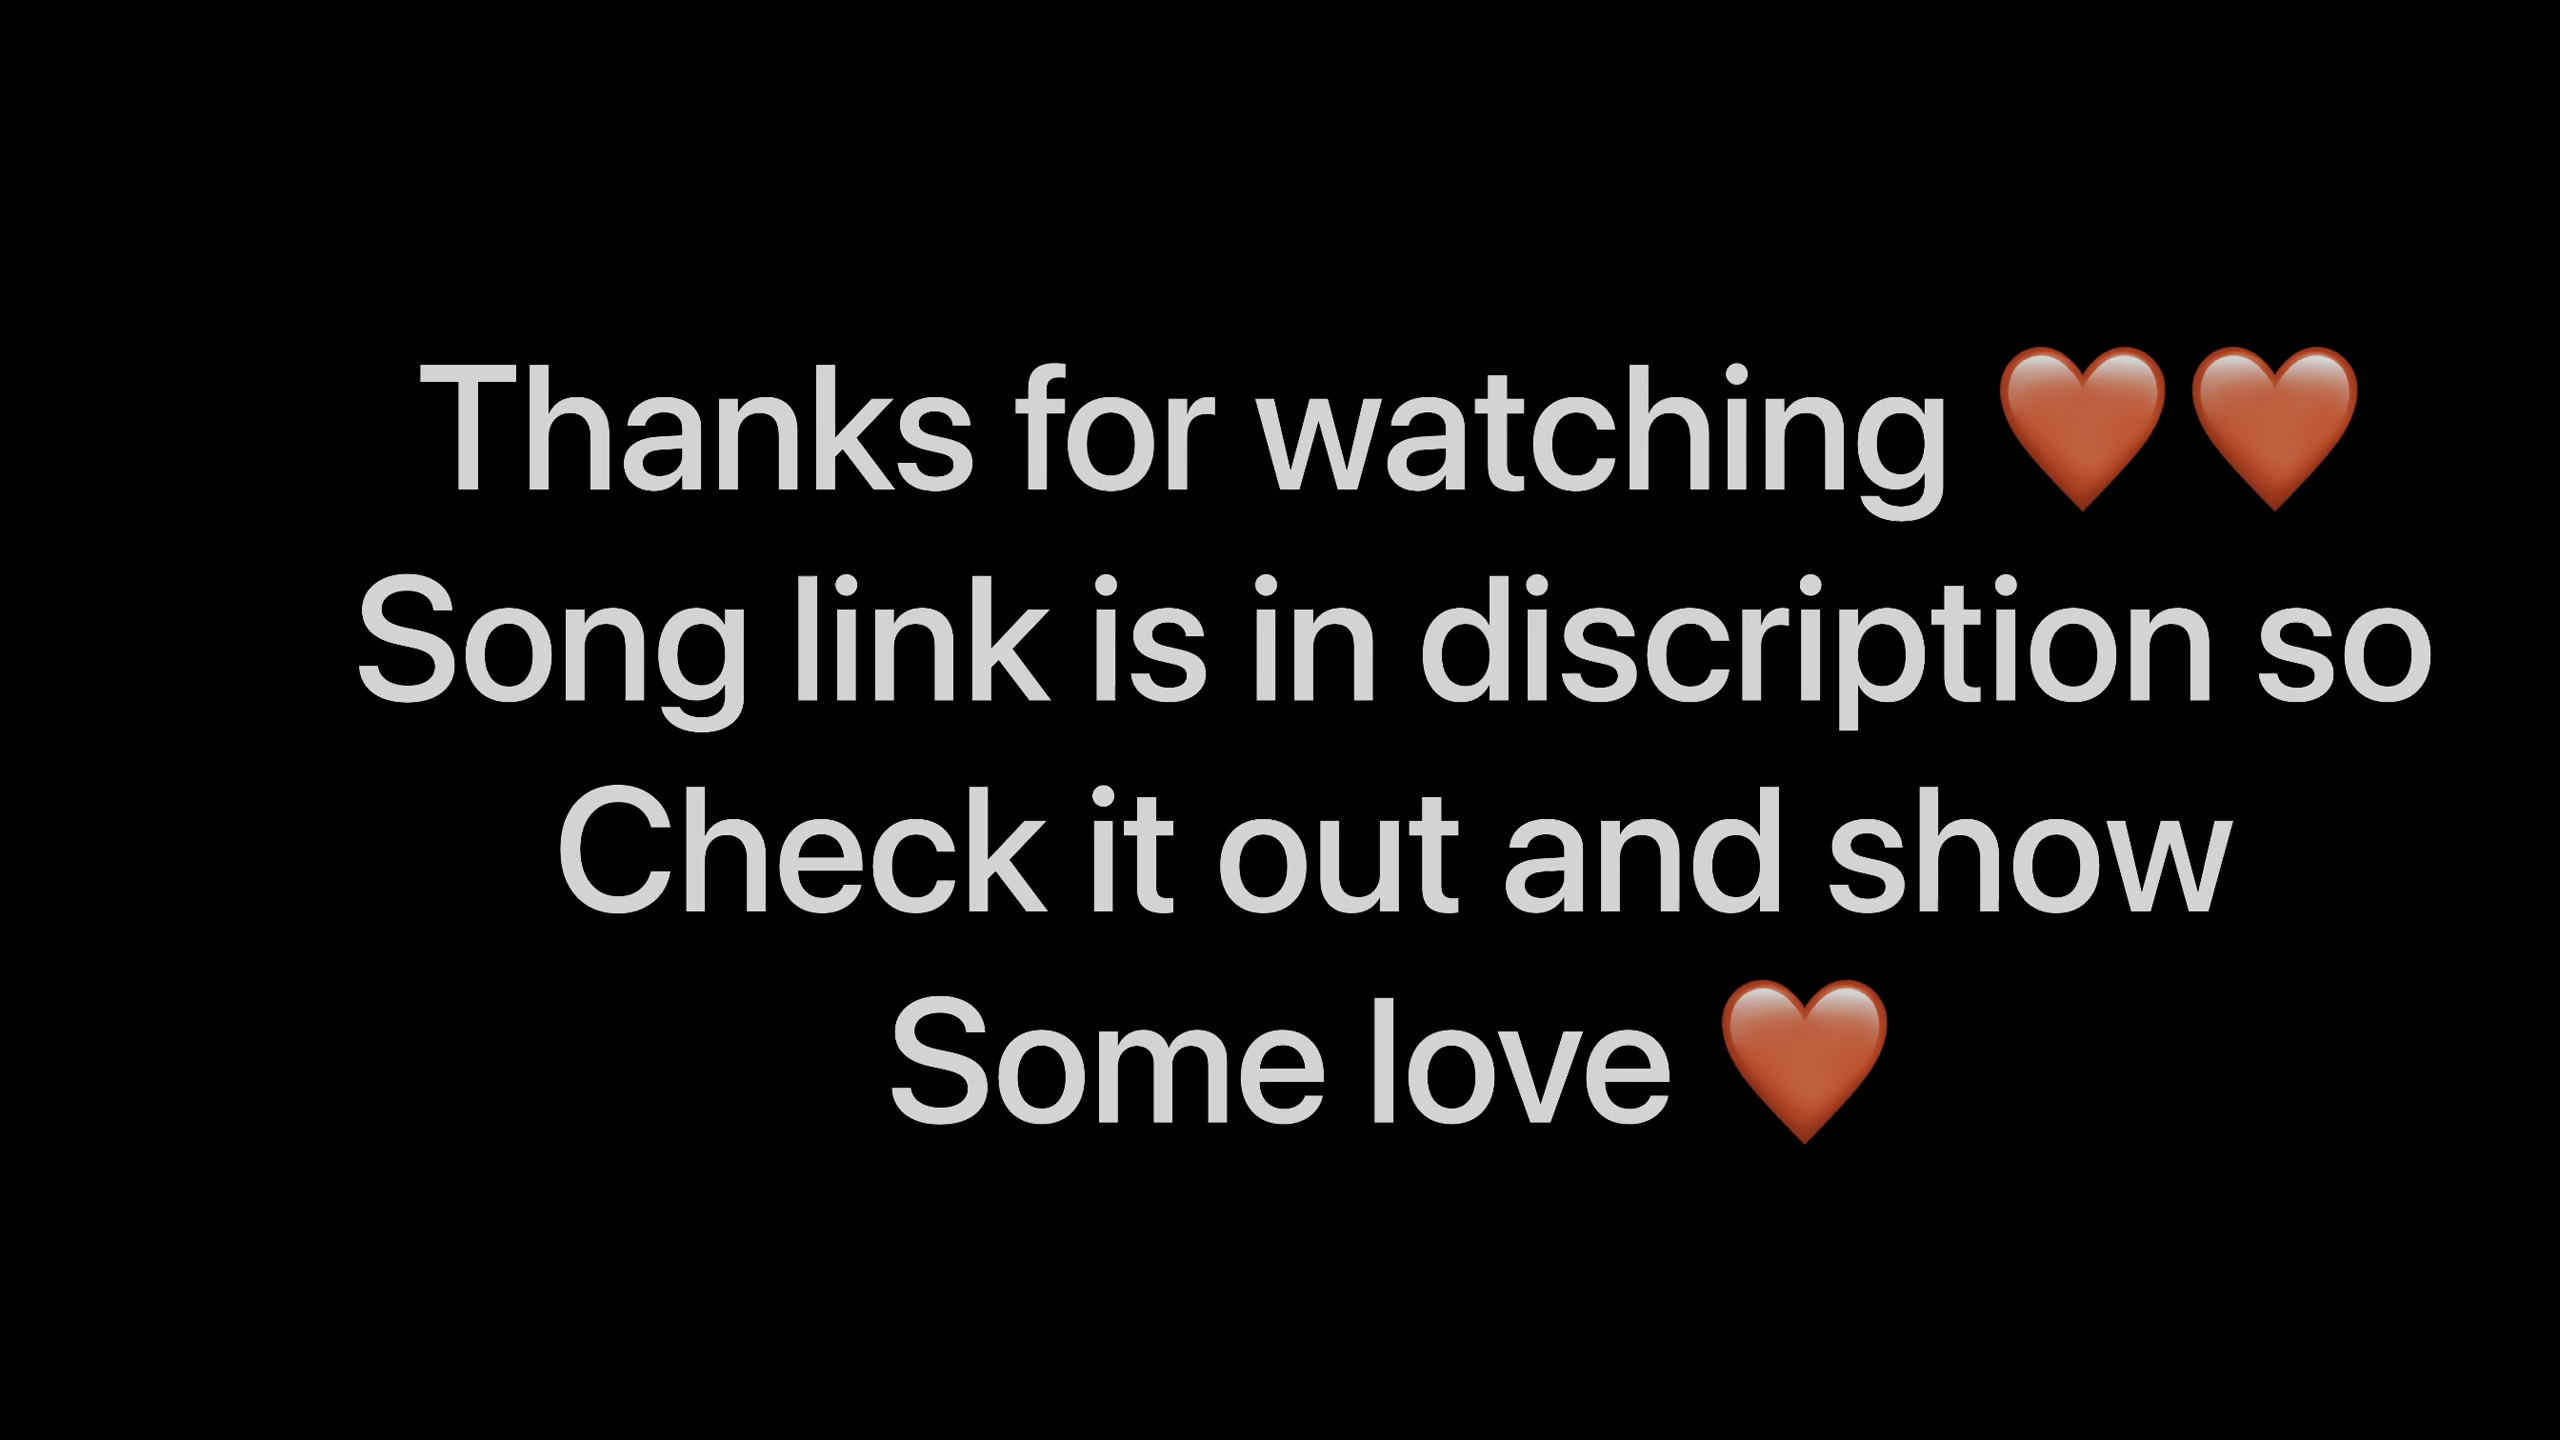 Thanks for watching ❤️❤️
Song link is in discription so
Check it out and show
Some love ❤️